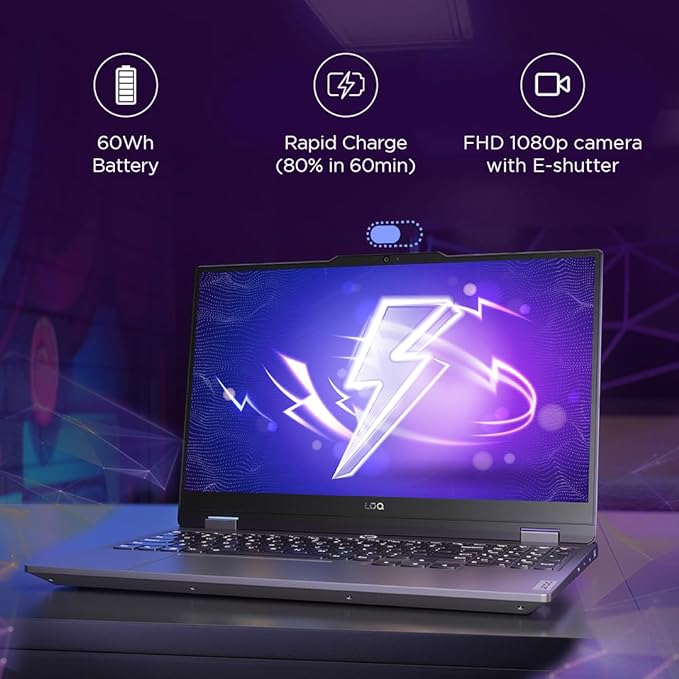 60Wh
Battery
Rapid Charge
(80% in 60min)
FHD 1080p camera
with E-shutter
LOQ